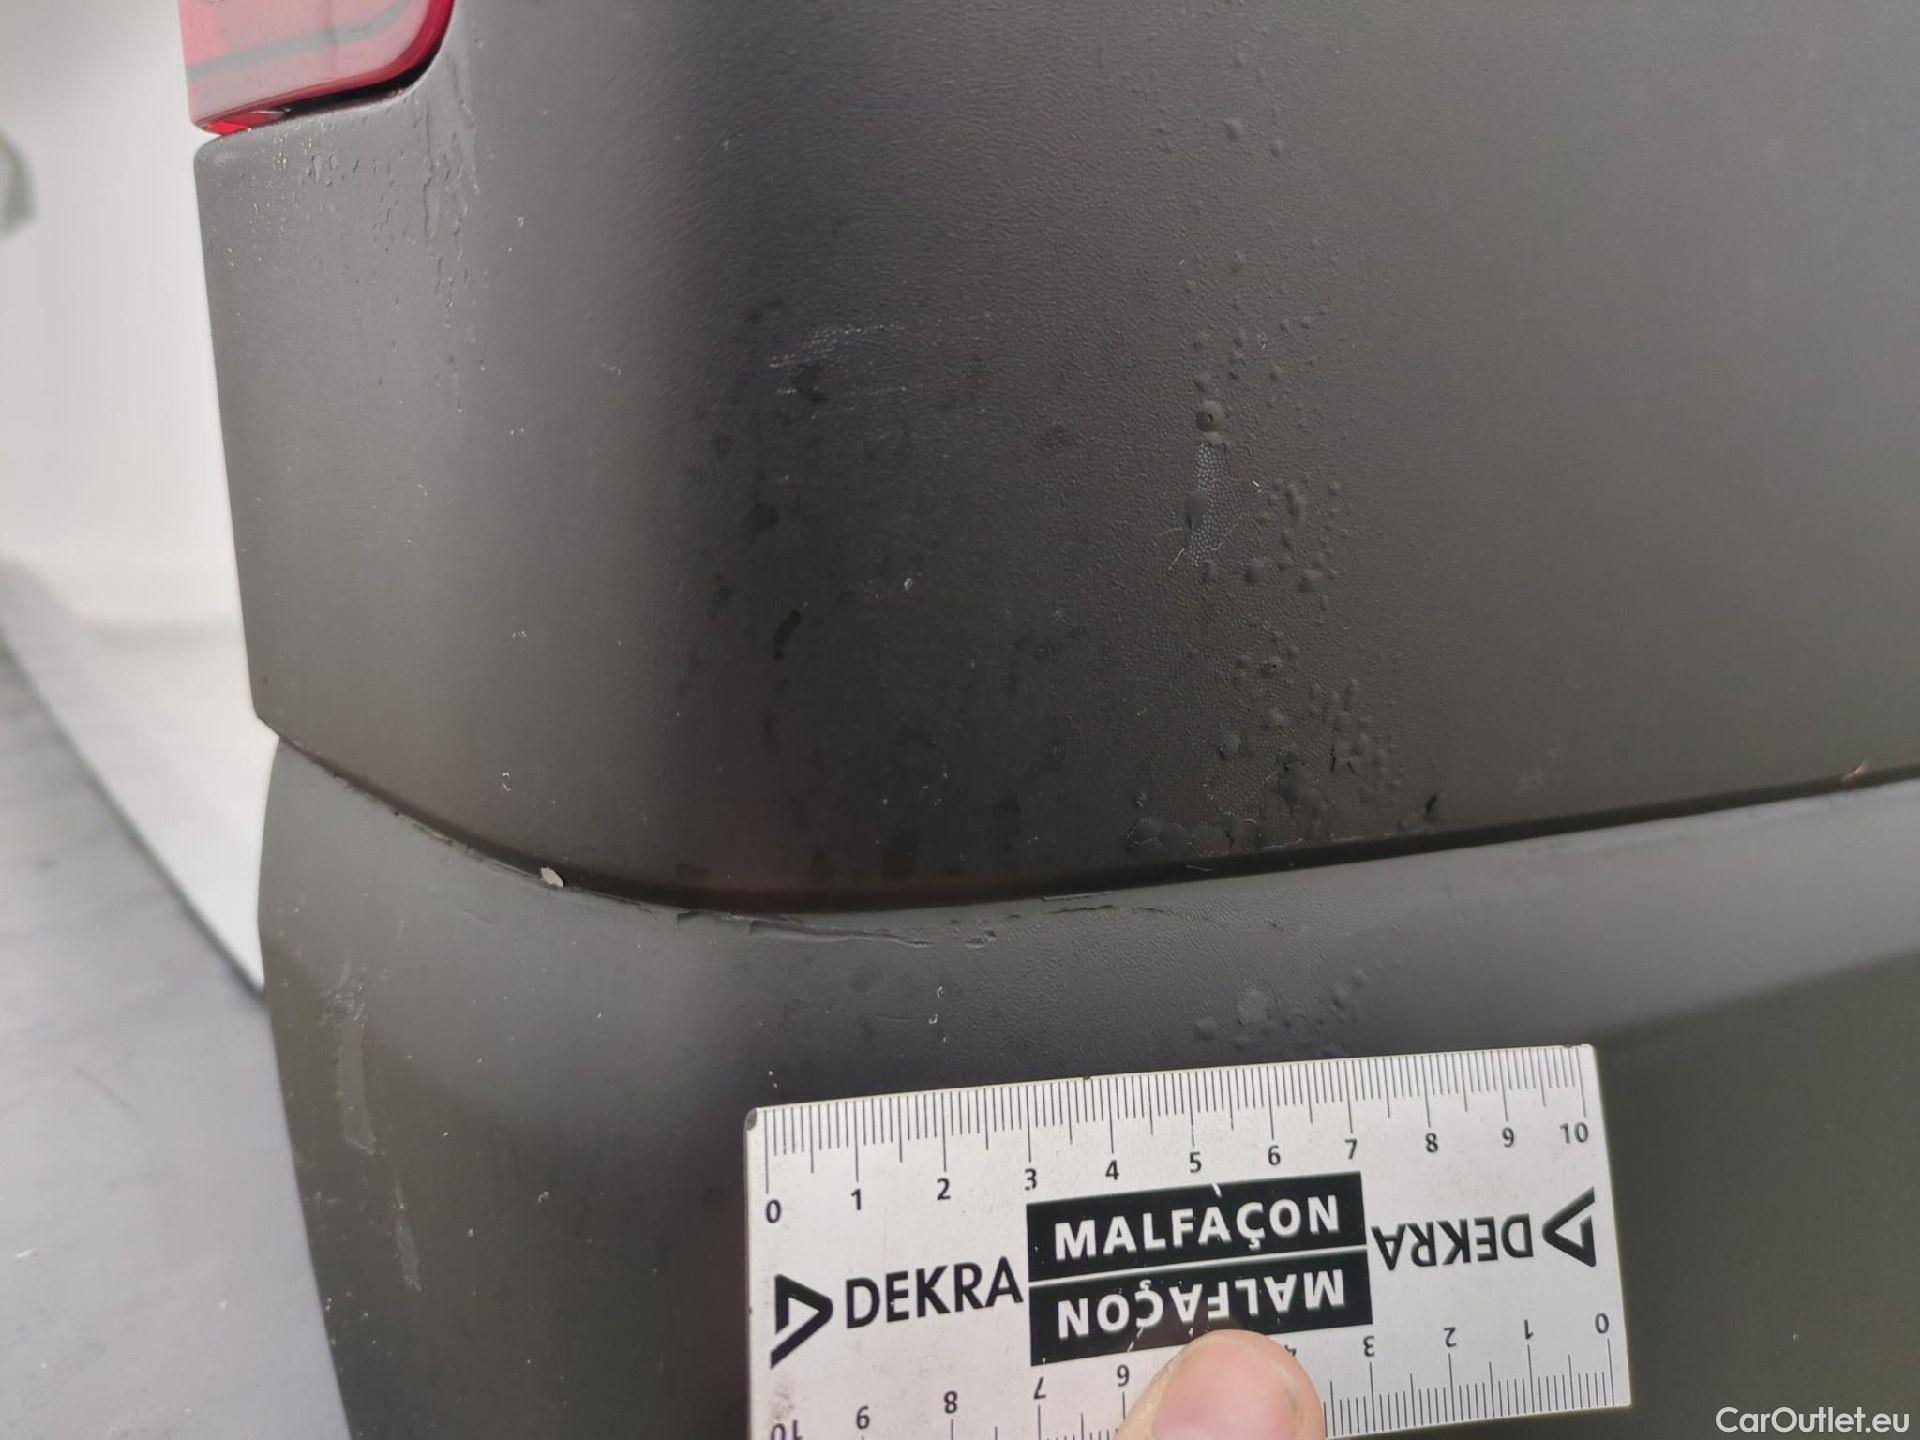 0 1 2 3 4 5 6 7 8 9 10
MALFAÇON
DEKRA
DEKRA
MALFAÇON
10 9 8 7 6 4 3 2 1 0
CarOutlet.eu